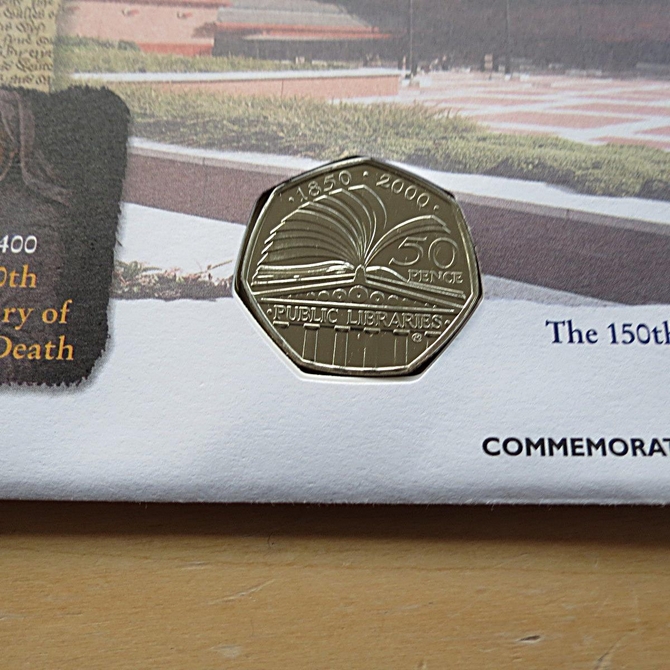 400
0th
ry of
Death
·1850·2000·
50
PENCE
·PUBLIC LIBRARIES·
The 150th
COMMEMORAT